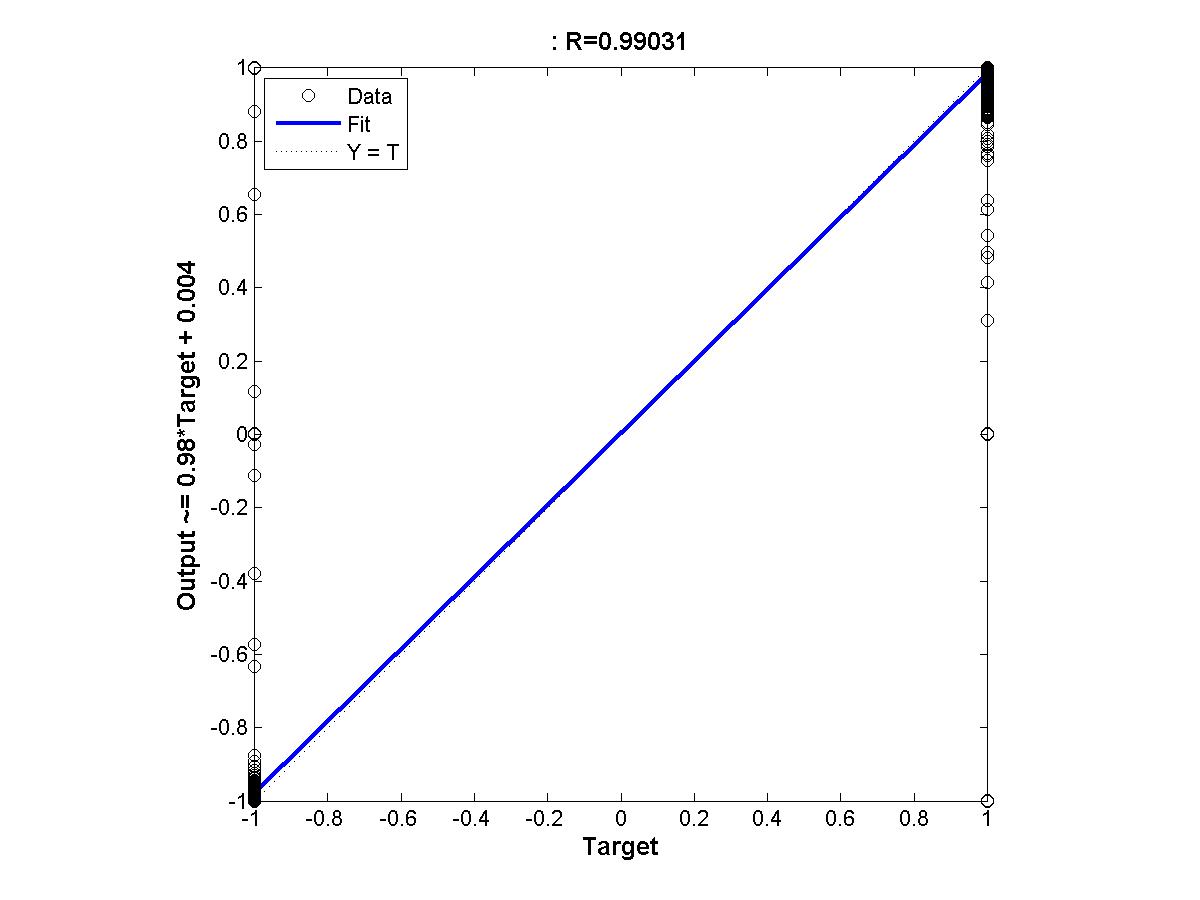 : R=0.99031
Data
Fit
Y = T
Output ~= 0.98*Target + 0.004
1
0.8
0.6
0.4
0.2
0
-0.2
-0.4
-0.6
-0.8
-1
-1 -0.8 -0.6 -0.4 -0.2 0 0.2 0.4 0.6 0.8 1
Target